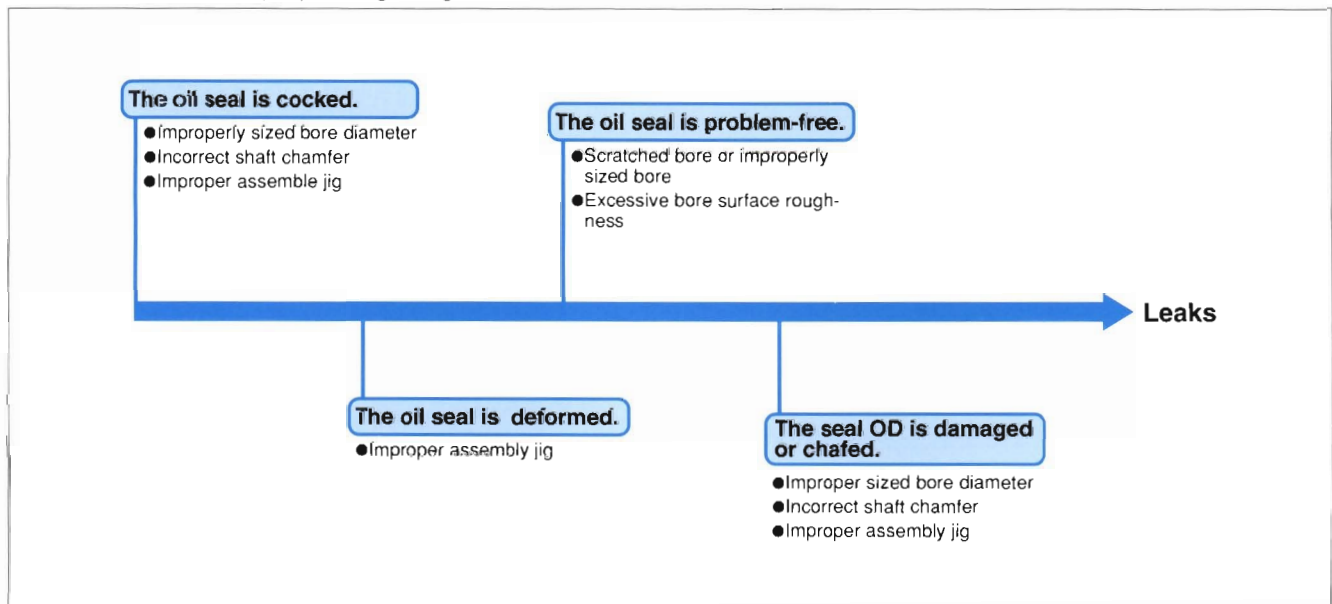 The oil seal is cocked.
●Improperly sized bore diameter
●Incorrect shaft chamfer
●Improper assemble jig
The oil seal is problem-free.
●Scratched bore or improperly
sized bore
●Excessive bore surface rough-
ness
Leaks
The oil seal is deformed.
●Improper assembly jig
The seal OD is damaged
or chafed.
●Improper sized bore diameter
●Incorrect shaft chamfer
●Improper assembly jig